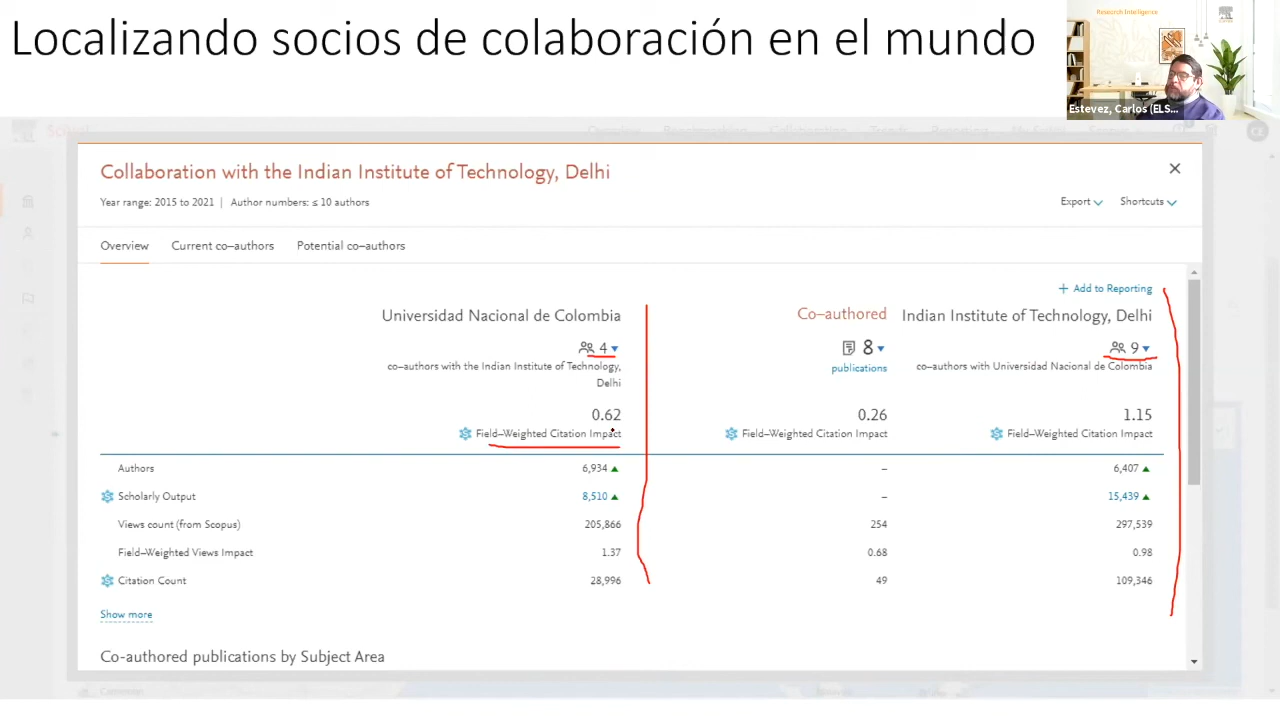 Localizando socios de colaboración en el mundo
Research Intelligence
Estevez, Carlos (ELS...
Collaboration with the Indian Institute of Technology, Delhi
Year range: 2015 to 2021 | Author numbers: ≤ 10 authors
Export
Shortcuts
Overview Current co–authors Potential co–authors
+ Add to Reporting
Universidad Nacional de Colombia Co–authored Indian Institute of Technology, Delhi
4 8 9
co–authors with the Indian Institute of Technology,
Delhi
publications
co–authors with Universidad Nacional de Colombia
0.62 0.26 1.15
Field–Weighted Citation Impact Field–Weighted Citation Impact Field–Weighted Citation Impact
Authors 6,934 – 6,407
Scholarly Output 8,510 – 15,439
Views count (from Scopus) 205,866 254 297,539
Field–Weighted Views Impact 1.37 0.68 0.98
Citation Count 28,996 49 109,346
Show more
Co-authored publications by Subject Area